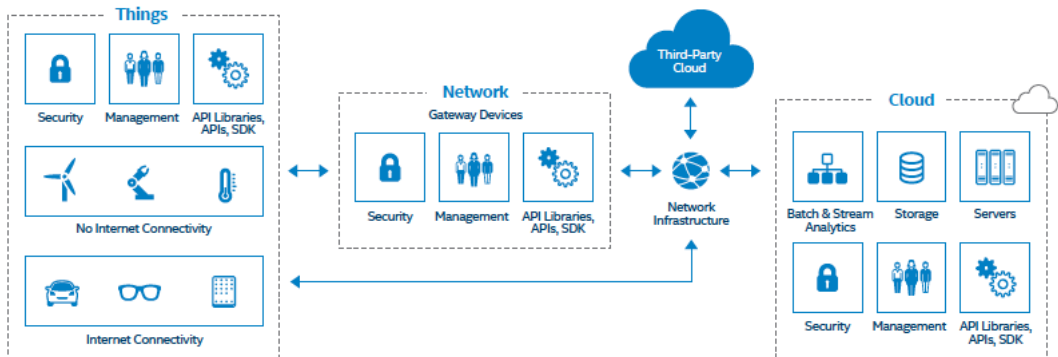 Things
Security
Management
API Libraries,
APIs, SDK
No Internet Connectivity
Internet Connectivity
Network
Gateway Devices
Security
Management
API Libraries,
APIs, SDK
Third-Party
Cloud
Network
Infrastructure
Cloud
Batch & Stream
Analytics
Storage
Servers
Security
Management
API Libraries,
APIs, SDK